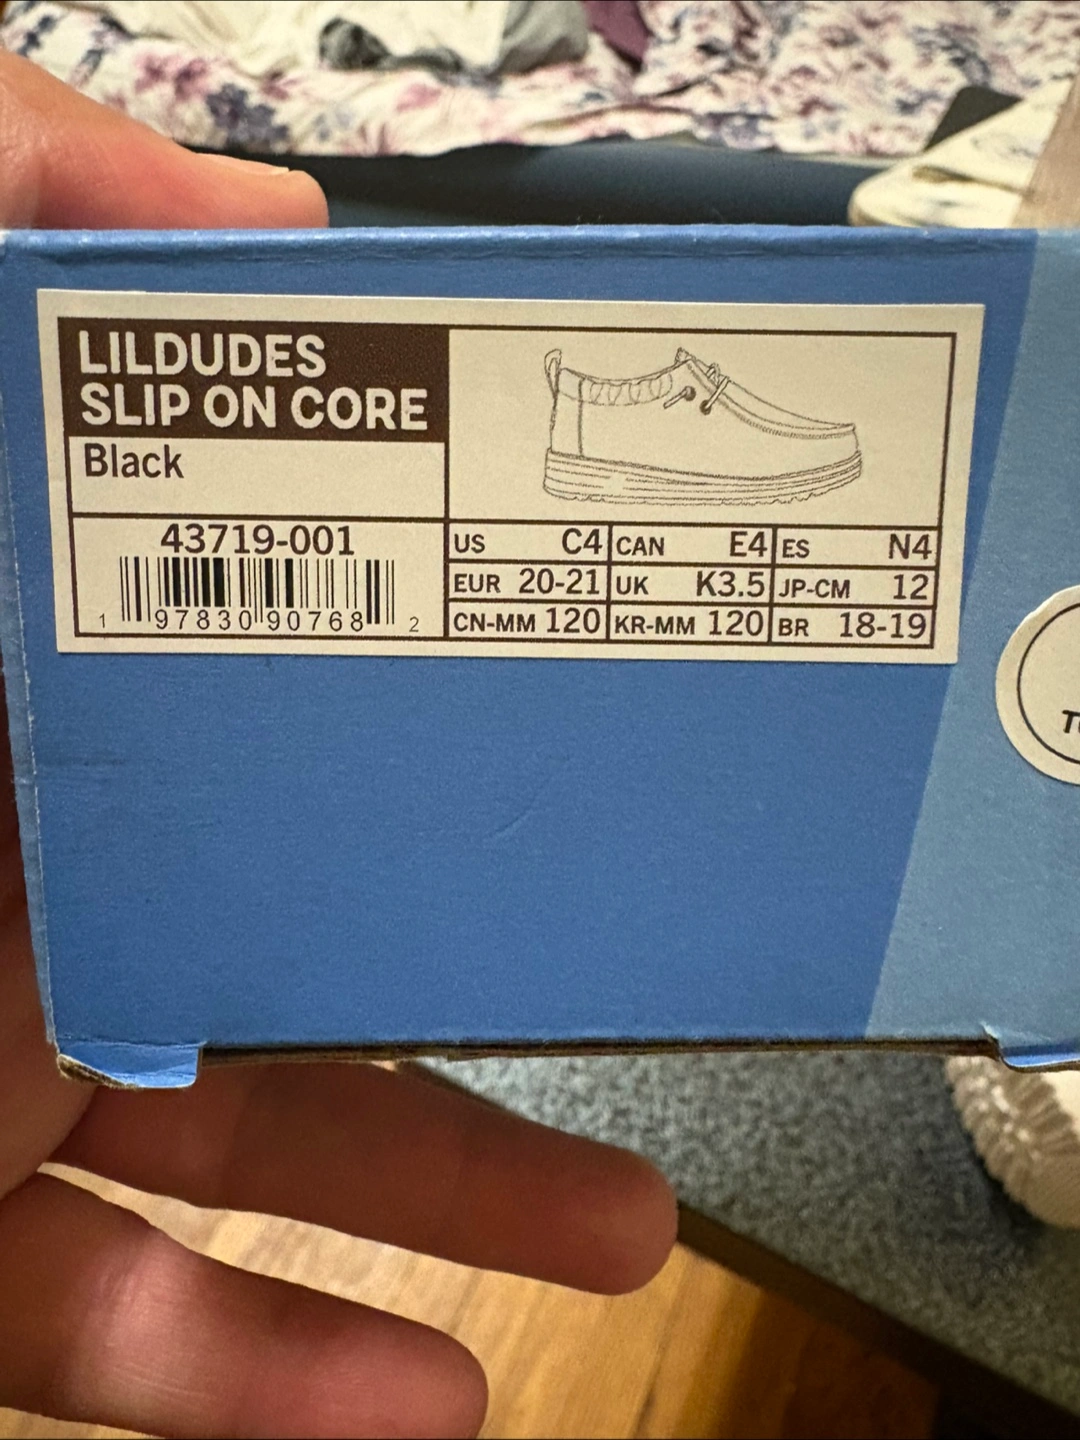 LILDUDES
SLIP ON CORE
Black
43719-001
1 97830 90768 2
US C4 CAN E4 ES N4
EUR 20-21 UK K3.5 JP-CM 12
CN-MM 120 KR-MM 120 BR 18-19